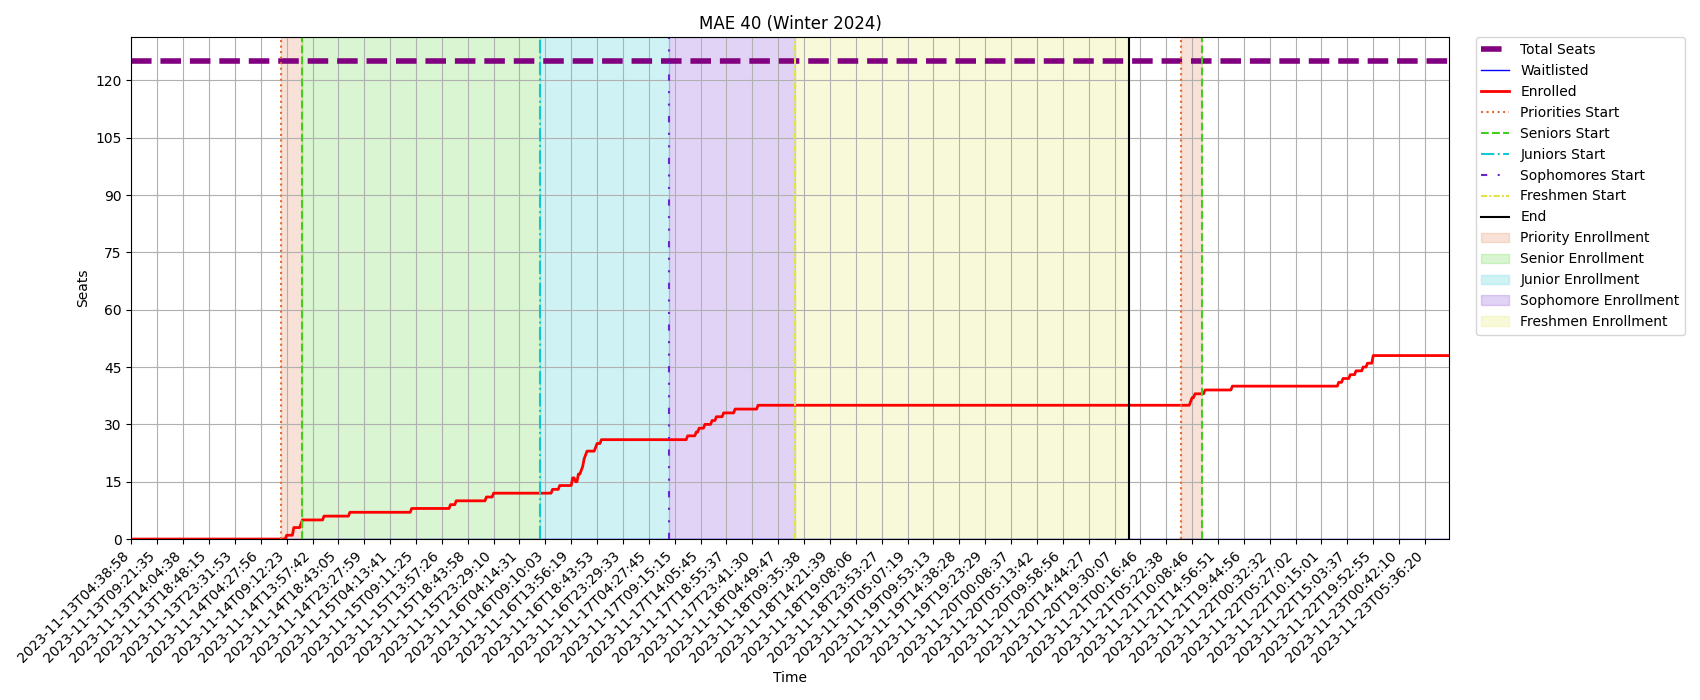 MAE 40 (Winter 2024)
Seats
120
105
90
75
60
45
30
15
0
2023-11-13T04:38:58
2023-11-13T09:21:35
2023-11-13T14:04:38
2023-11-13T18:48:15
2023-11-13T23:31:53
2023-11-14T04:27:56
2023-11-14T09:12:23
2023-11-14T13:57:42
2023-11-14T18:43:05
2023-11-14T23:27:59
2023-11-15T04:13:41
2023-11-15T09:11:25
2023-11-15T13:57:26
2023-11-15T18:43:58
2023-11-15T23:29:10
2023-11-16T04:14:31
2023-11-16T09:10:03
2023-11-16T13:56:19
2023-11-16T18:43:53
2023-11-16T23:29:33
2023-11-17T04:27:45
2023-11-17T09:15:13
2023-11-17T14:05:45
2023-11-17T18:55:37
2023-11-17T23:41:30
2023-11-18T04:49:47
2023-11-18T09:35:38
2023-11-18T14:21:39
2023-11-18T19:08:06
2023-11-18T23:53:27
2023-11-19T05:07:19
2023-11-19T09:53:13
2023-11-19T14:38:28
2023-11-19T19:23:29
2023-11-20T00:08:37
2023-11-20T05:13:42
2023-11-20T09:58:56
2023-11-20T14:44:27
2023-11-20T19:30:07
2023-11-21T00:16:46
2023-11-21T05:22:38
2023-11-21T10:08:46
2023-11-21T14:56:51
2023-11-21T19:44:56
2023-11-22T00:32:32
2023-11-22T05:27:02
2023-11-22T10:15:01
2023-11-22T15:03:37
2023-11-22T19:52:55
2023-11-23T00:42:10
2023-11-23T05:36:20
Time
Total Seats
Waitlisted
Enrolled
Priorities Start
Seniors Start
Juniors Start
Sophomores Start
Freshmen Start
End
Priority Enrollment
Senior Enrollment
Junior Enrollment
Sophomore Enrollment
Freshmen Enrollment